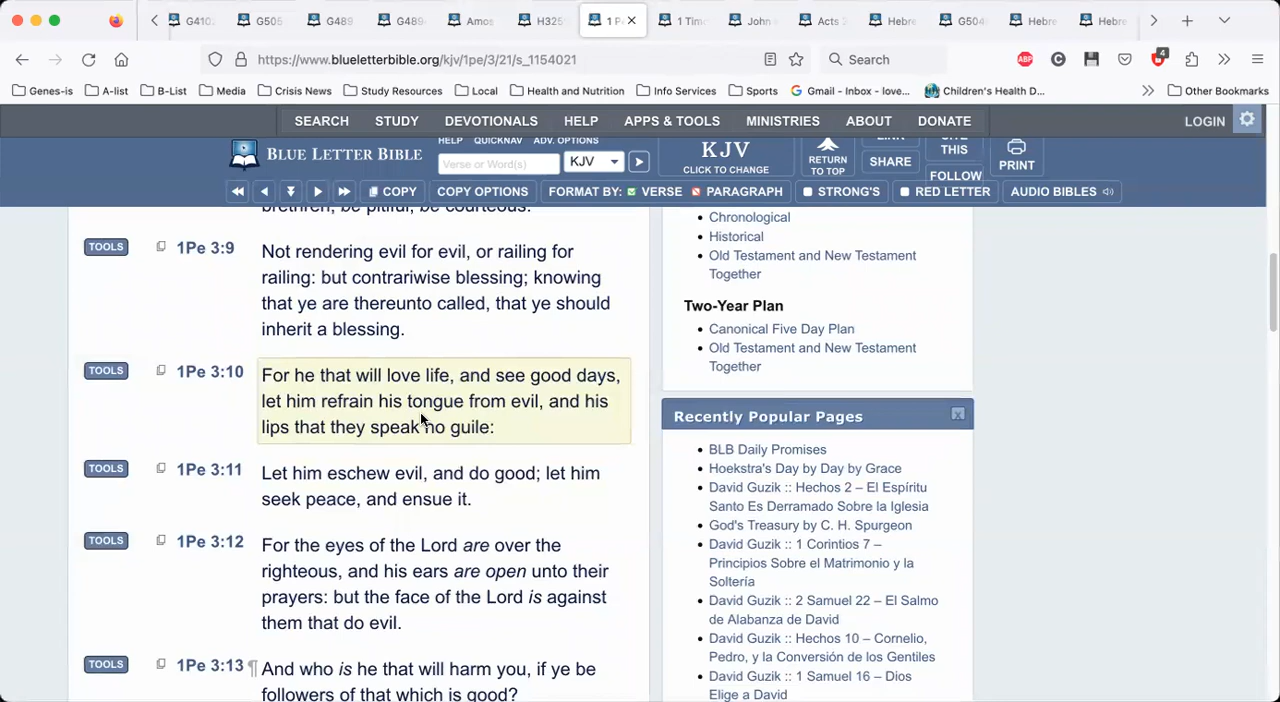 G4102
G505
G489
G489
Amos
H325
1 P
1 Timo
John
Acts 2
Hebre
G504
Hebre
Hebre
https://www.blueletterbible.org/kjv/1pe/3/21/s_1154021
Search
ABP
C
4
Genes-is
A-list
B-List
Media
Crisis News
Study Resources
Local
Health and Nutrition
Info Services
Sports
Gmail - Inbox - love...
Children's Health D...
Other Bookmarks
SEARCH
STUDY
DEVOTIONALS
HELP
APPS & TOOLS
MINISTRIES
ABOUT
DONATE
LOGIN
BLUE LETTER BIBLE
HELP QUICKNAV ADV. OPTIONS
Verse or Word(s)
KJV
KJV
CLICK TO CHANGE
RETURN
TO TOP
LINK
SHARE
CITE
THIS
FOLLOW
PRINT
COPY
COPY OPTIONS
FORMAT BY: VERSE PARAGRAPH
STRONG'S
RED LETTER
AUDIO BIBLES
brethren, be pitiful, be courteous:
TOOLS
1Pe 3:9
Not rendering evil for evil, or railing for
railing: but contrariwise blessing; knowing
that ye are thereunto called, that ye should
inherit a blessing.
TOOLS
1Pe 3:10
For he that will love life, and see good days,
let him refrain his tongue from evil, and his
lips that they speak no guile:
TOOLS
1Pe 3:11
Let him eschew evil, and do good; let him
seek peace, and ensue it.
TOOLS
1Pe 3:12
For the eyes of the Lord are over the
righteous, and his ears are open unto their
prayers: but the face of the Lord is against
them that do evil.
TOOLS
1Pe 3:13
¶ And who is he that will harm you, if ye be
followers of that which is good?
Chronological
Historical
Old Testament and New Testament
Together
Two-Year Plan
Canonical Five Day Plan
Old Testament and New Testament
Together
Recently Popular Pages
x
BLB Daily Promises
Hoekstra's Day by Day by Grace
David Guzik :: Hechos 2 – El Espíritu
Santo Es Derramado Sobre la Iglesia
God's Treasury by C. H. Spurgeon
David Guzik :: 1 Corintios 7 –
Principios Sobre el Matrimonio y la
Soltería
David Guzik :: 2 Samuel 22 – El Salmo
de Alabanza de David
David Guzik :: Hechos 10 – Cornelio,
Pedro, y la Conversión de los Gentiles
David Guzik :: 1 Samuel 16 – Dios
Elige a David